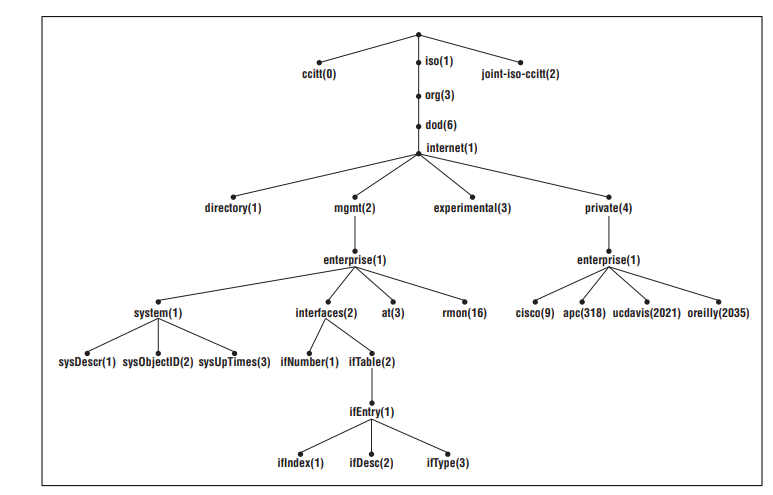 ccitt(0)
iso(1)
joint-iso-ccitt(2)
org(3)
dod(6)
internet(1)
directory(1)
mgmt(2)
experimental(3)
private(4)
enterprise(1)
enterprise(1)
system(1)
interfaces(2)
at(3)
rmon(16)
cisco(9)
apc(318)
ucdavis(2021)
oreilly(2035)
sysDescr(1)
sysObjectID(2)
sysUpTimes(3)
ifNumber(1)
ifTable(2)
ifEntry(1)
ifIndex(1)
ifDesc(2)
ifType(3)